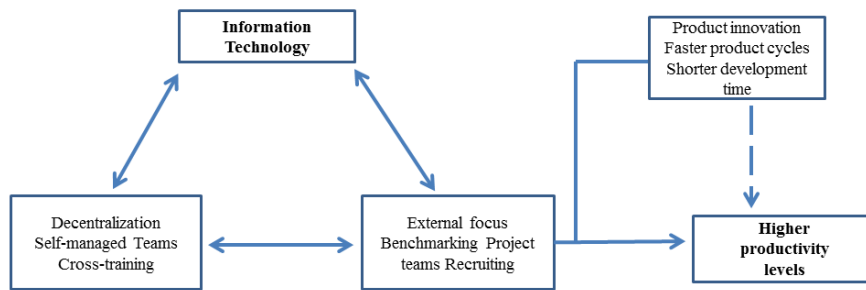 Information
Technology
Product innovation
Faster product cycles
Shorter development
time
Decentralization
Self-managed Teams
Cross-training
External focus
Benchmarking Project
teams Recruiting
Higher
productivity
levels